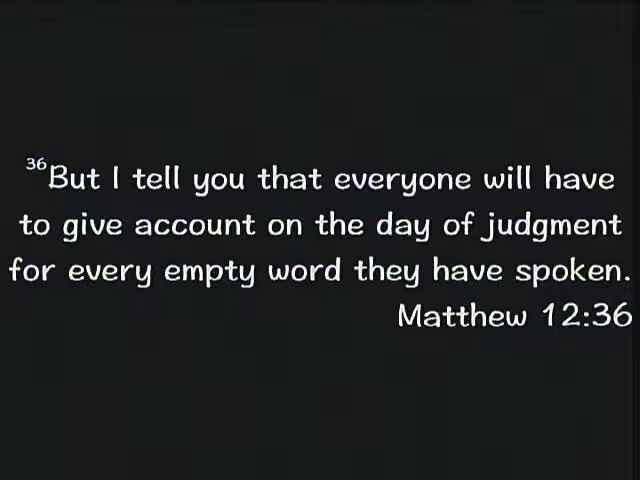 36But I tell you that everyone will have
to give account on the day of judgment
for every empty word they have spoken.
Matthew 12:36